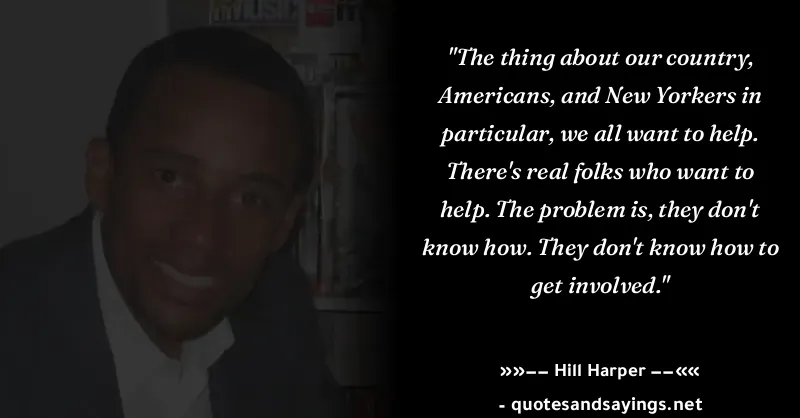 MUSIC
"The thing about our country,
Americans, and New Yorkers in
particular, we all want to help.
There's real folks who want to
help. The problem is, they don't
know how. They don't know how to
get involved."
»»−− Hill Harper −−««
- quotesandsayings.net